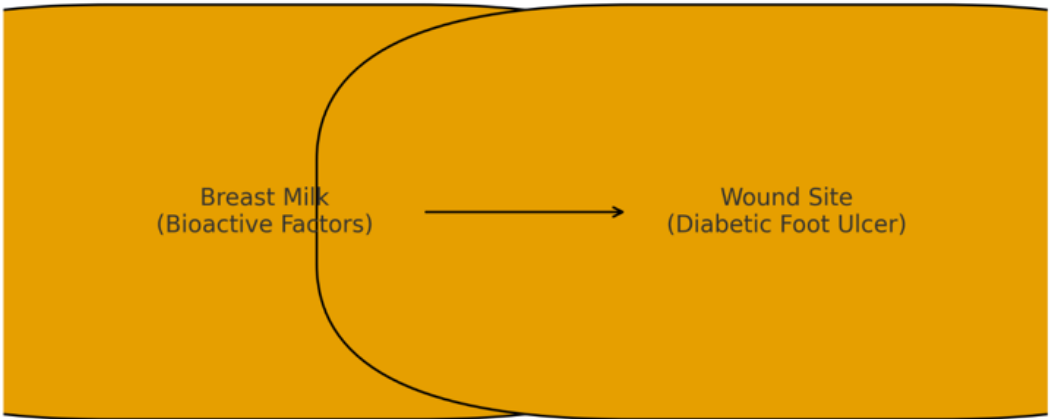 Breast Milk
(Bioactive Factors)
Wound Site
(Diabetic Foot Ulcer)